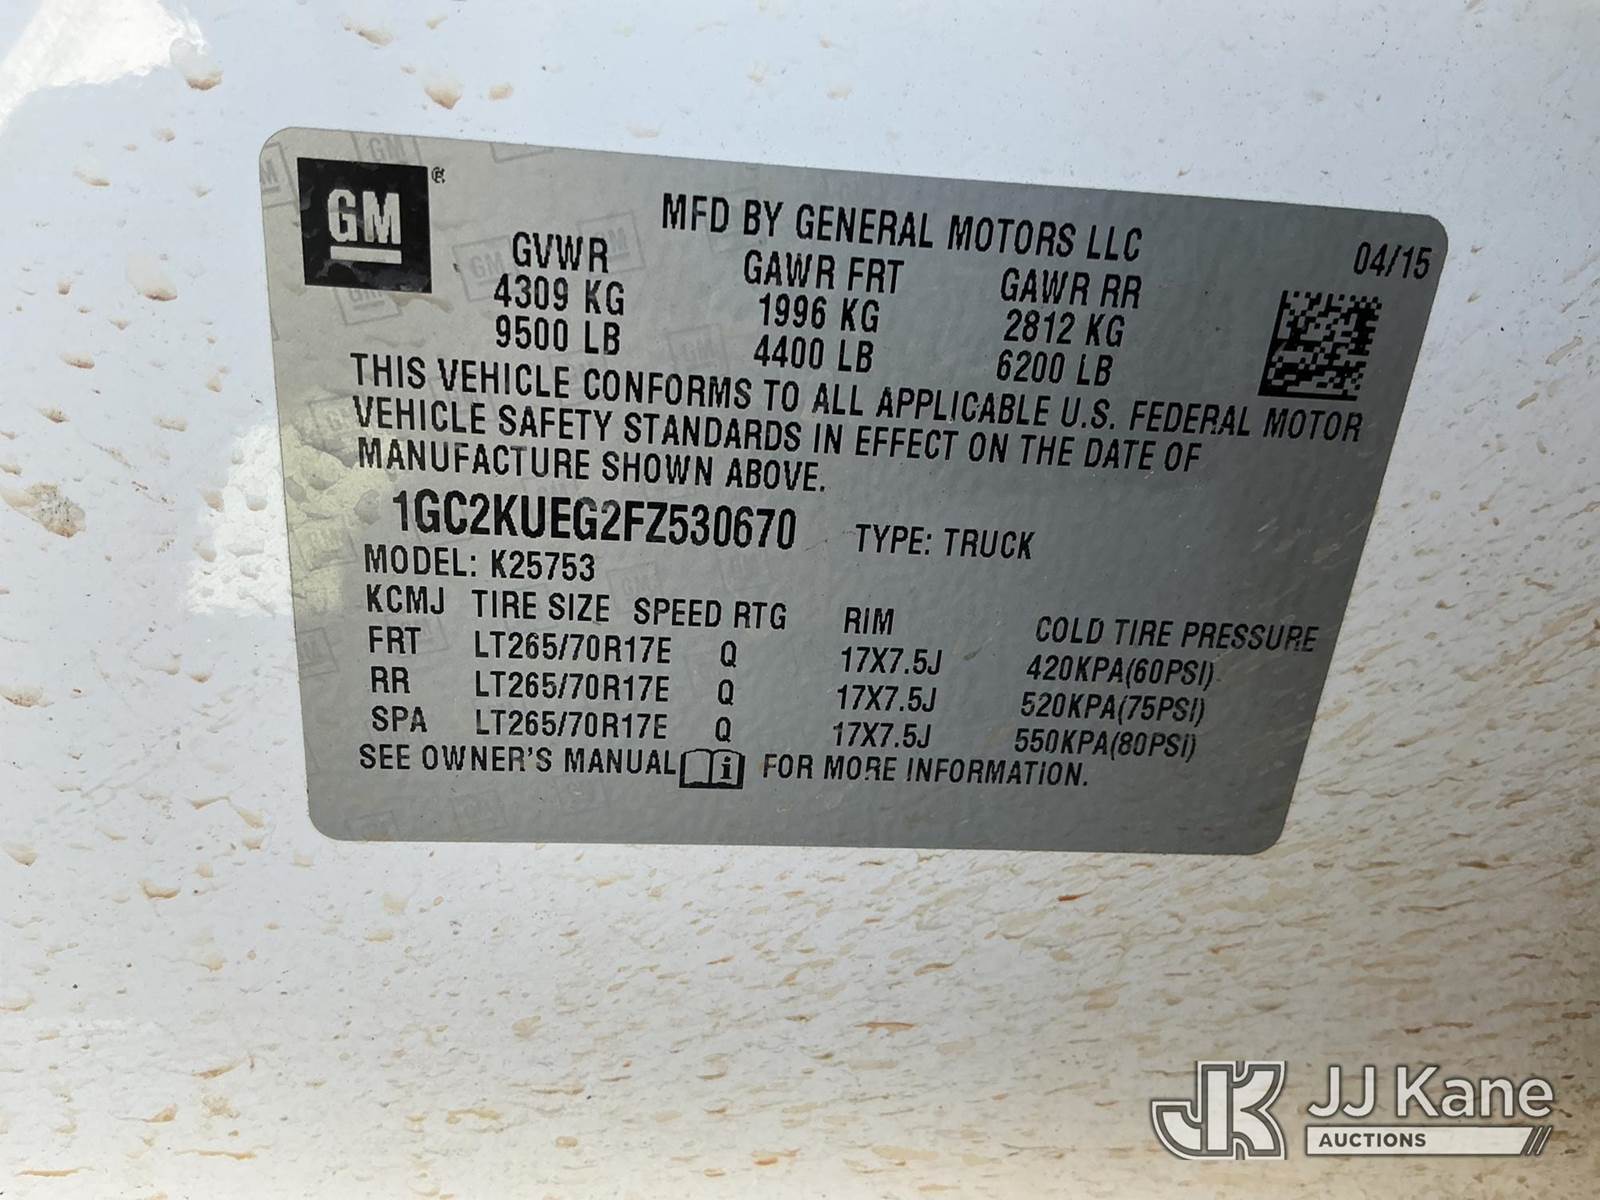 GM
MFD BY GENERAL MOTORS LLC
04/15
GVWR GAWR FRT GAWR RR
4309 KG 1996 KG 2812 KG
9500 LB 4400 LB 6200 LB
THIS VEHICLE CONFORMS TO ALL APPLICABLE U.S. FEDERAL MOTOR
VEHICLE SAFETY STANDARDS IN EFFECT ON THE DATE OF
MANUFACTURE SHOWN ABOVE.
1GC2KUEG2FZ530670 TYPE: TRUCK
MODEL: K25753
KCMJ TIRE SIZE SPEED RTG RIM COLD TIRE PRESSURE
FRT LT265/70R17E Q 17X7.5J 420KPA(60PSI)
RR LT265/70R17E Q 17X7.5J 520KPA(75PSI)
SPA LT265/70R17E Q 17X7.5J 550KPA(80PSI)
SEE OWNER'S MANUAL i FOR MORE INFORMATION.
JK JJ Kane
AUCTIONS